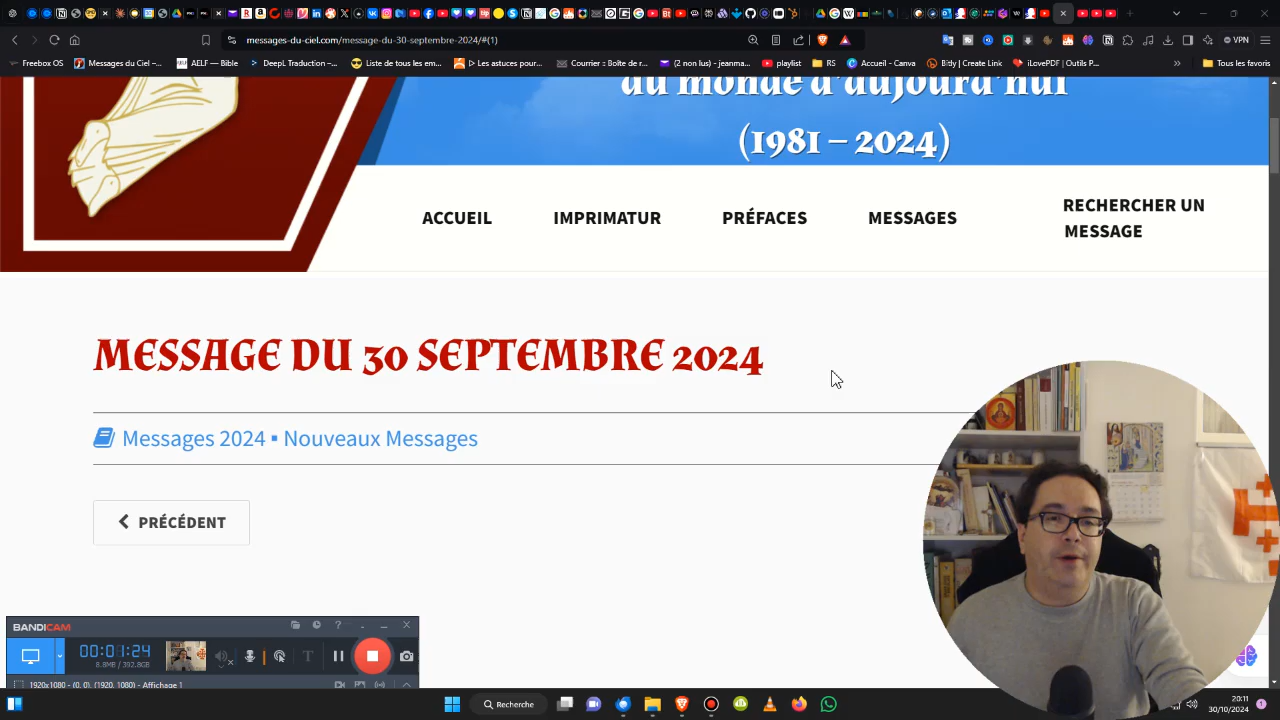 messages-du-ciel.com/message-du-30-septembre-2024/#(1)
VPN
Freebox OS
Messages du Ciel –...
AELF — Bible
DeepL Traduction –...
Liste de tous les em...
▷ Les astuces pour...
Courrier : Boîte de r...
(2 non lus) - jeanma...
playlist
RS
Accueil - Canva
Bitly | Create Link
iLovePDF | Outils P...
Tous les favoris
du monde d'aujourd'hui
(1981 – 2024)
ACCUEIL
IMPRIMATUR
PRÉFACES
MESSAGES
RECHERCHER UN
MESSAGE
MESSAGE DU 30 SEPTEMBRE 2024
Messages 2024 ▪ Nouveaux Messages
PRÉCÉDENT
BANDICAM
00:01:24
8.8MB / 392.8GB
1920x1080 - (0, 0), (1920, 1080) - Affichage 1
Recherche
20:11
30/10/2024